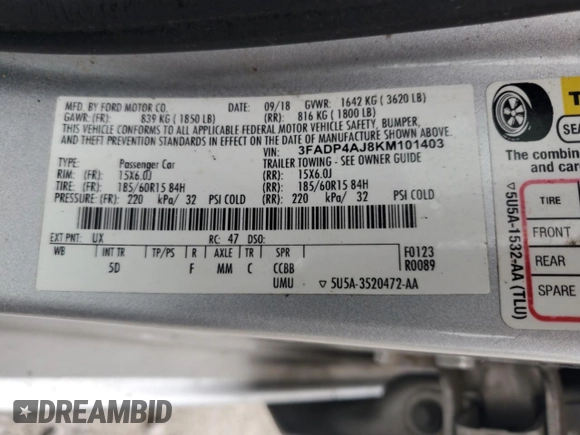 MFD. BY FORD MOTOR CO.
DATE: 09/18 GVWR: 1642 KG ( 3620 LB)
GAWR: (FR): 839 KG ( 1850 LB) (RR): 816 KG ( 1800 LB)
THIS VEHICLE CONFORMS TO ALL APPLICABLE FEDERAL MOTOR VEHICLE SAFETY, BUMPER,
AND THEFT PREVENTION STANDARDS IN EFFECT ON THE DATE OF MANUFACTURE SHOWN ABOVE.
VIN: 3FADP4AJ8KM101403
TYPE: Passenger Car TRAILER TOWING - SEE OWNER GUIDE
RIM: (FR): 15X6.0J (RR): 15X6.0J
TIRE: (FR): 185/60R15 84H (RR): 185/60R15 84H
PRESSURE: (FR): 220 kPa/ 32 PSI COLD (RR): 220 kPa/ 32 PSI COLD
EXT PNT: UX RC: 47 DSO:
WB INT TR TP/PS R AXLE TR SPR F0123
5D F MM C CCBB R0089
UMU ▽ 5U5A-3520472-AA
SEA
The combine
and car
TIRE
FRONT
REAR
SPARE
▽5U5A-1532-AA (TLU)
DREAMBID